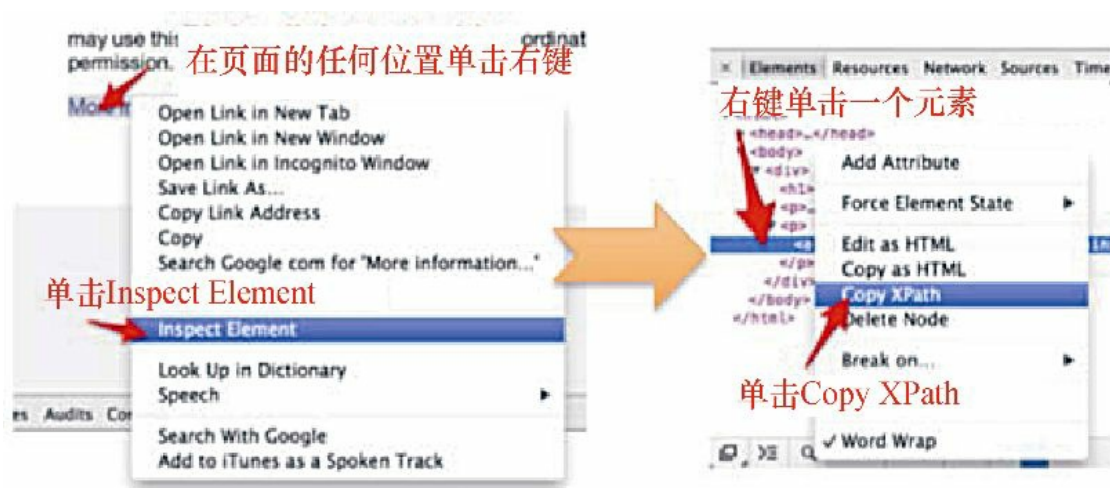 may use this
ordinat
permission.
在页面的任何位置单击右键
More
Open Link in New Tab
Open Link in New Window
Open Link in Incognito Window
Save Link As...
Copy Link Address
Copy
Search Google com for "More information..."
单击Inspect Element
Inspect Element
Look Up in Dictionary
Speech
es Audits Co
Search With Google
Add to iTunes as a Spoken Track
× Elements Resources Network Sources Time
右键单击一个元素
<head>…</head>
<body>
<div>
<h1
<p>
<p>
<a
</p>
</div>
</body>
</html>
Add Attribute
Force Element State
Edit as HTML
Copy as HTML
Copy XPath
Delete Node
Break on...
单击Copy XPath
✓ Word Wrap